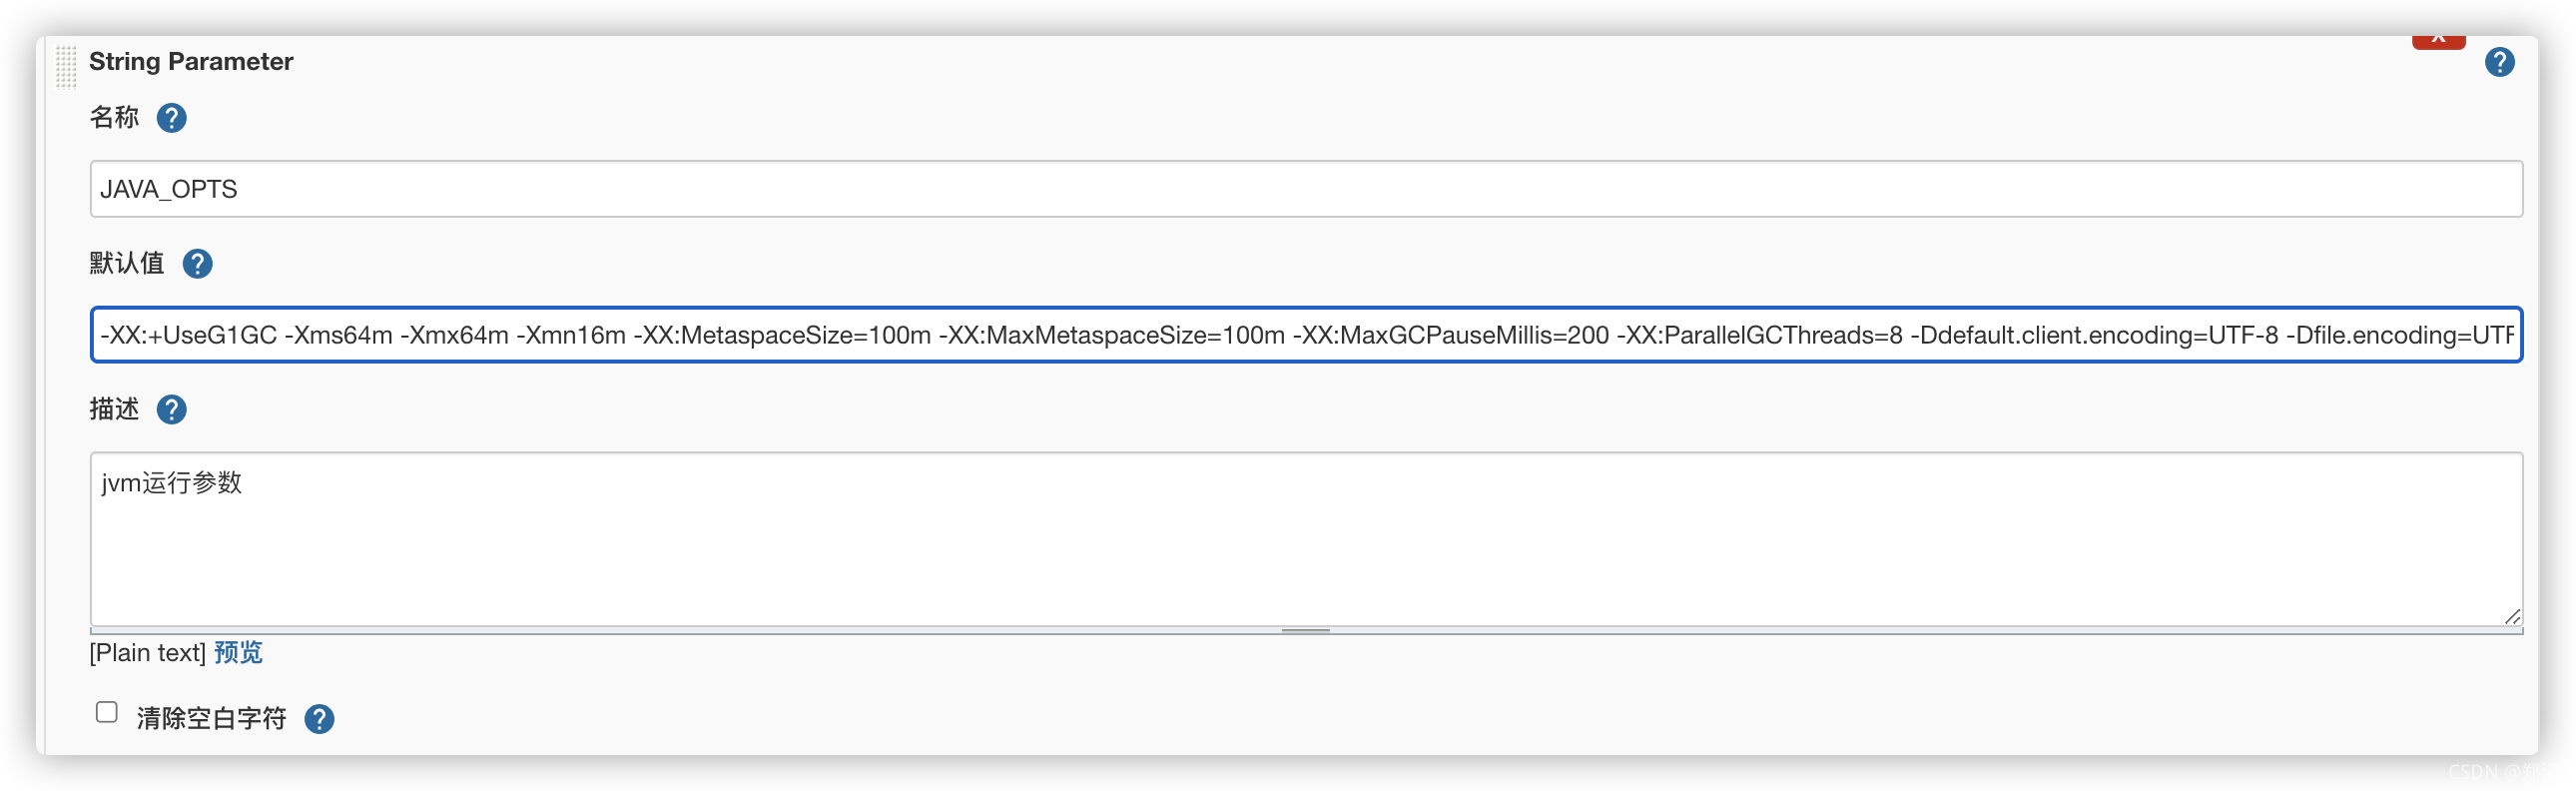 String Parameter
名称
JAVA_OPTS
默认值
-XX:+UseG1GC -Xms64m -Xmx64m -Xmn16m -XX:MetaspaceSize=100m -XX:MaxMetaspaceSize=100m -XX:MaxGCPauseMillis=200 -XX:ParallelGCThreads=8 -Ddefault.client.encoding=UTF-8 -Dfile.encoding=UTF
描述
jvm运行参数
[Plain text] 预览
清除空白字符
CSDN